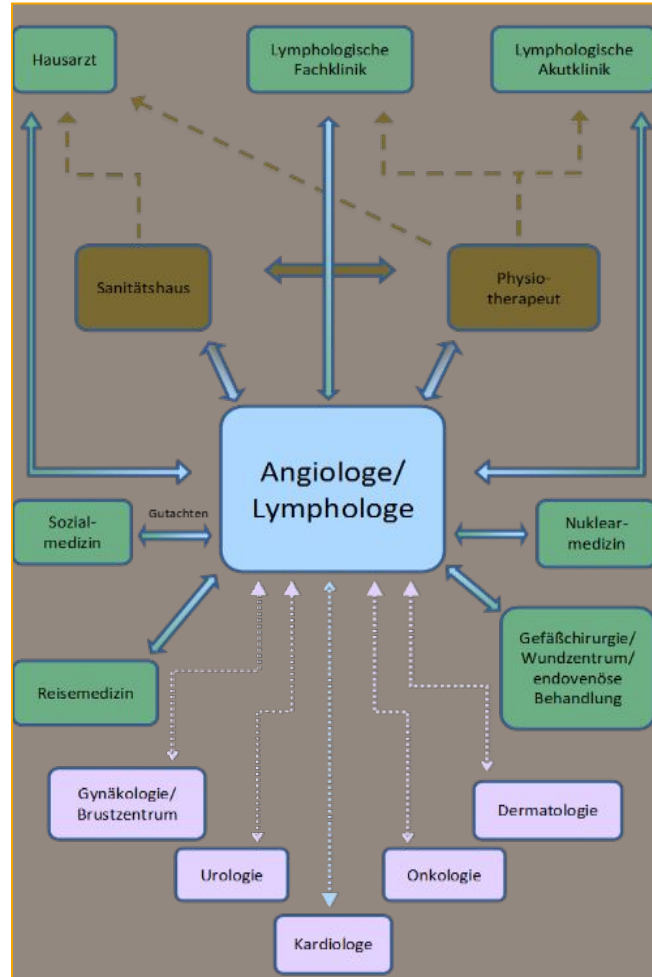 Hausarzt
Lymphologische
Fachklinik
Lymphologische
Akutklinik
Sanitätshaus
Physio-
therapeut
Angiologe/
Lymphologe
Sozial-
medizin
Gutachten
Nuklear-
medizin
Reisemedizin
Gefäßchirurgie/
Wundzentrum/
endovenöse
Behandlung
Gynäkologie/
Brustzentrum
Dermatologie
Urologie
Onkologie
Kardiologe